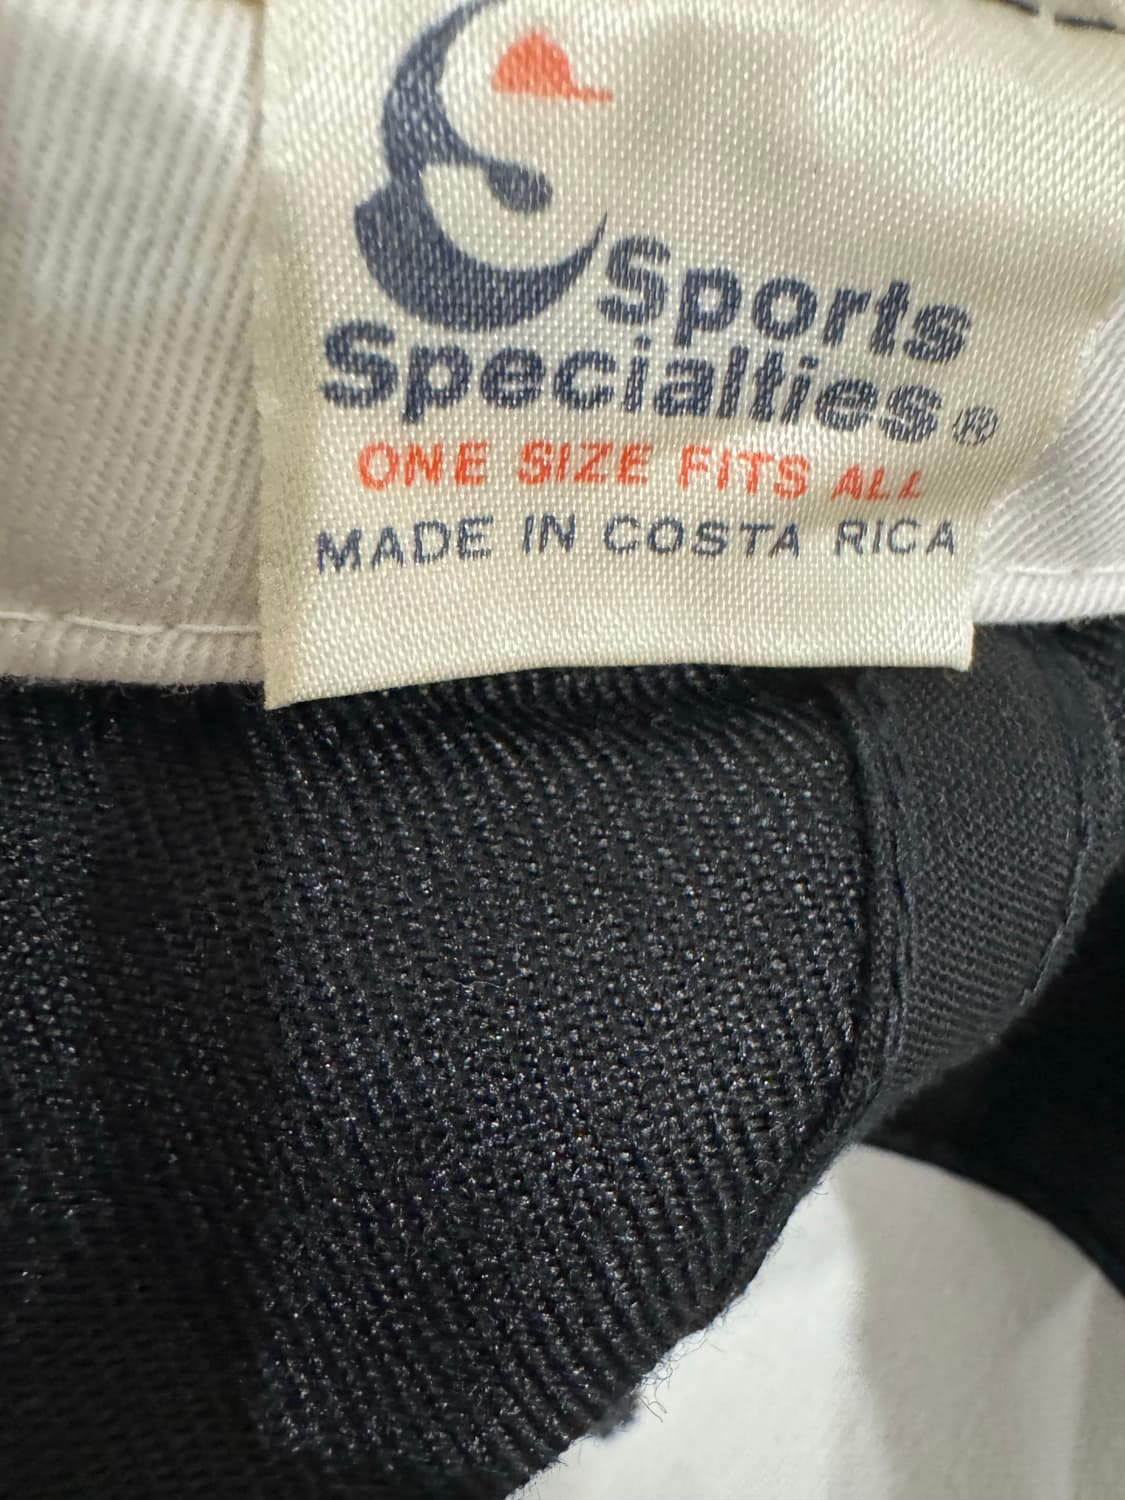 Sports
Specialties®
ONE SIZE FITS ALL
MADE IN COSTA RICA